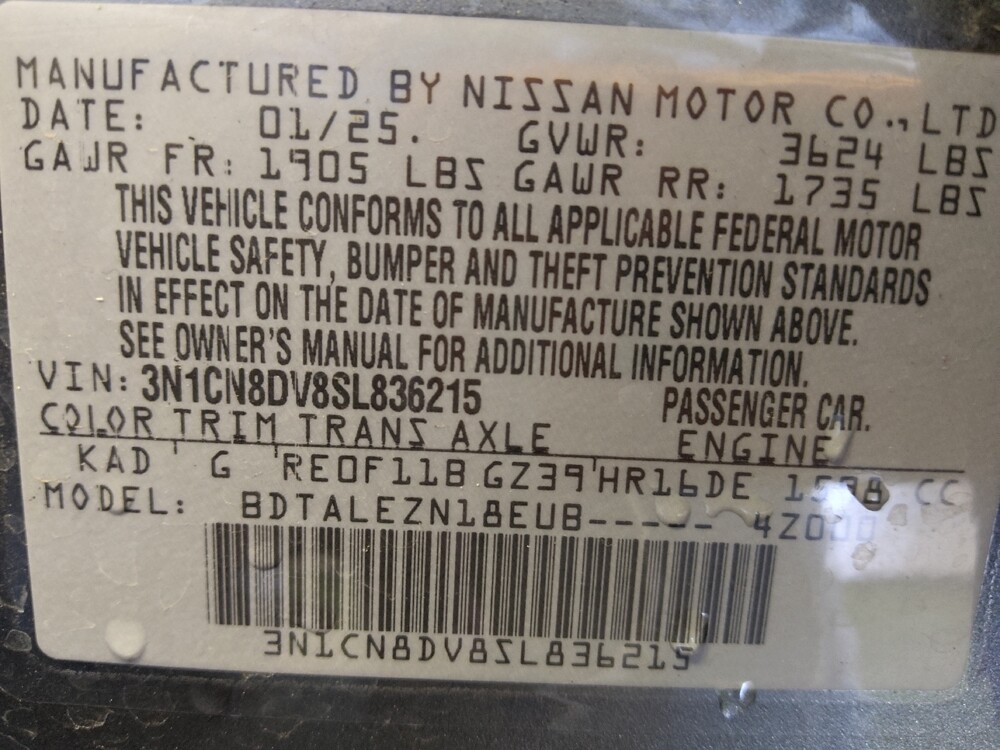 MANUFACTURED BY NISSAN MOTOR CO., LTD
DATE: 01/25. GVWR: 3624 LBS
GAWR FR: 1905 LBS GAWR RR: 1735 LBS
THIS VEHICLE CONFORMS TO ALL APPLICABLE FEDERAL MOTOR
VEHICLE SAFETY, BUMPER AND THEFT PREVENTION STANDARDS
IN EFFECT ON THE DATE OF MANUFACTURE SHOWN ABOVE.
SEE OWNER'S MANUAL FOR ADDITIONAL INFORMATION.
VIN: 3N1CN8DV8SL836215 PASSENGER CAR.
COLOR TRIM TRANS AXLE ENGINE
KAD G RE0F11B GZ39 HR16DE CC
MODEL: BDTALEZN18EUB-----
3N1CN8DV8SL836215